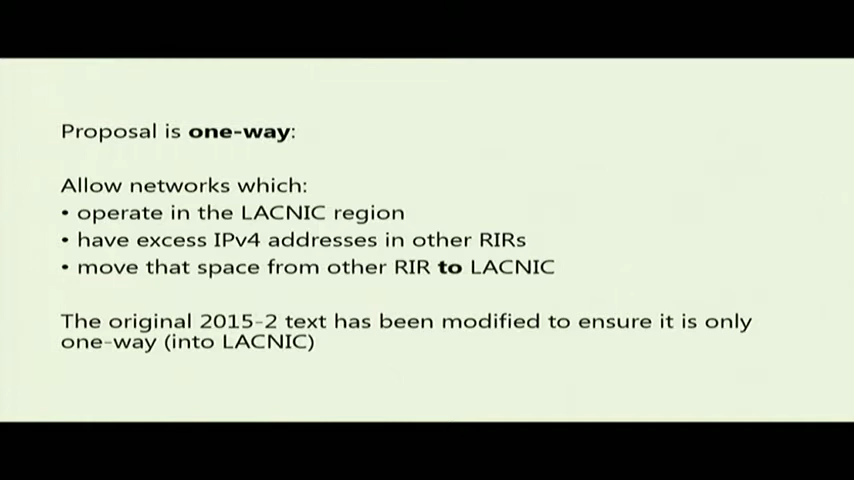 Proposal is one-way:
Allow networks which:
• operate in the LACNIC region
• have excess IPv4 addresses in other RIRs
• move that space from other RIR to LACNIC
The original 2015-2 text has been modified to ensure it is only
one-way (into LACNIC)